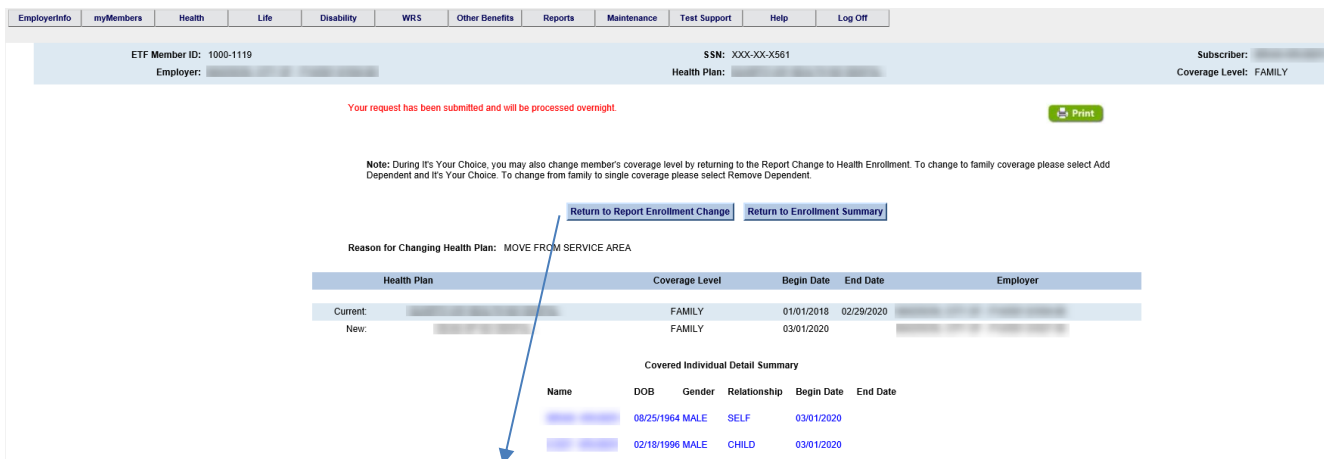 EmployerInfo myMembers Health Life Disability WRS Other Benefits Reports Maintenance Test Support Help Log Off
ETF Member ID: 1000-1119 SSN: XXX-XX-X561 Subscriber:
Employer: Health Plan: Coverage Level: FAMILY
Your request has been submitted and will be processed overnight.
Print
Note: During It's Your Choice, you may also change member's coverage level by returning to the Report Change to Health Enrollment. To change to family coverage please select Add
Dependent and It's Your Choice. To change from family to single coverage please select Remove Dependent.
Return to Report Enrollment Change Return to Enrollment Summary
Reason for Changing Health Plan: MOVE FROM SERVICE AREA
Health Plan Coverage Level Begin Date End Date Employer
Current: FAMILY 01/01/2018 02/29/2020
New: FAMILY 03/01/2020
Covered Individual Detail Summary
Name DOB Gender Relationship Begin Date End Date
08/25/1964 MALE SELF 03/01/2020
02/18/1996 MALE CHILD 03/01/2020